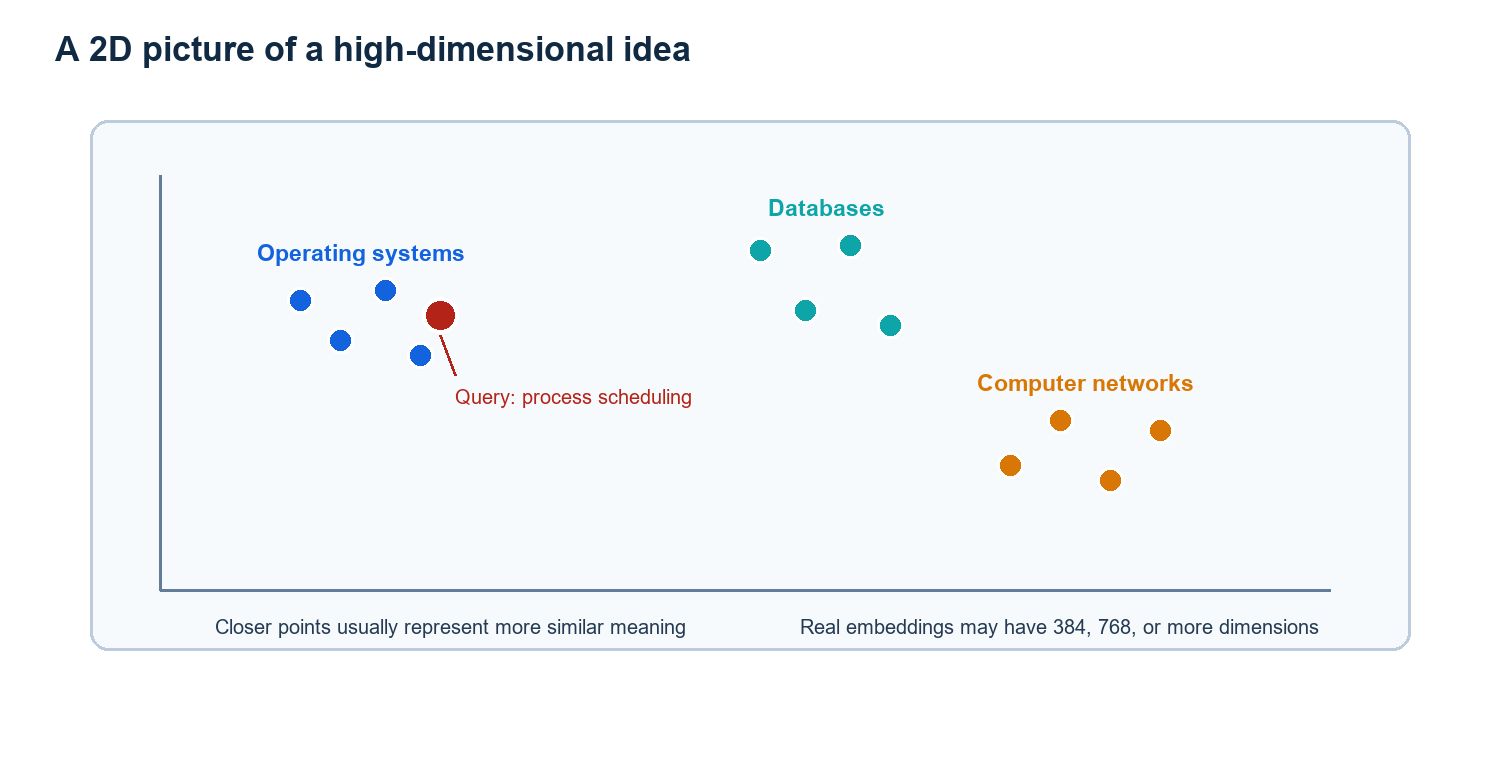 A 2D picture of a high-dimensional idea
Databases
Operating systems
Computer networks
Query: process scheduling
Closer points usually represent more similar meaning
Real embeddings may have 384, 768, or more dimensions